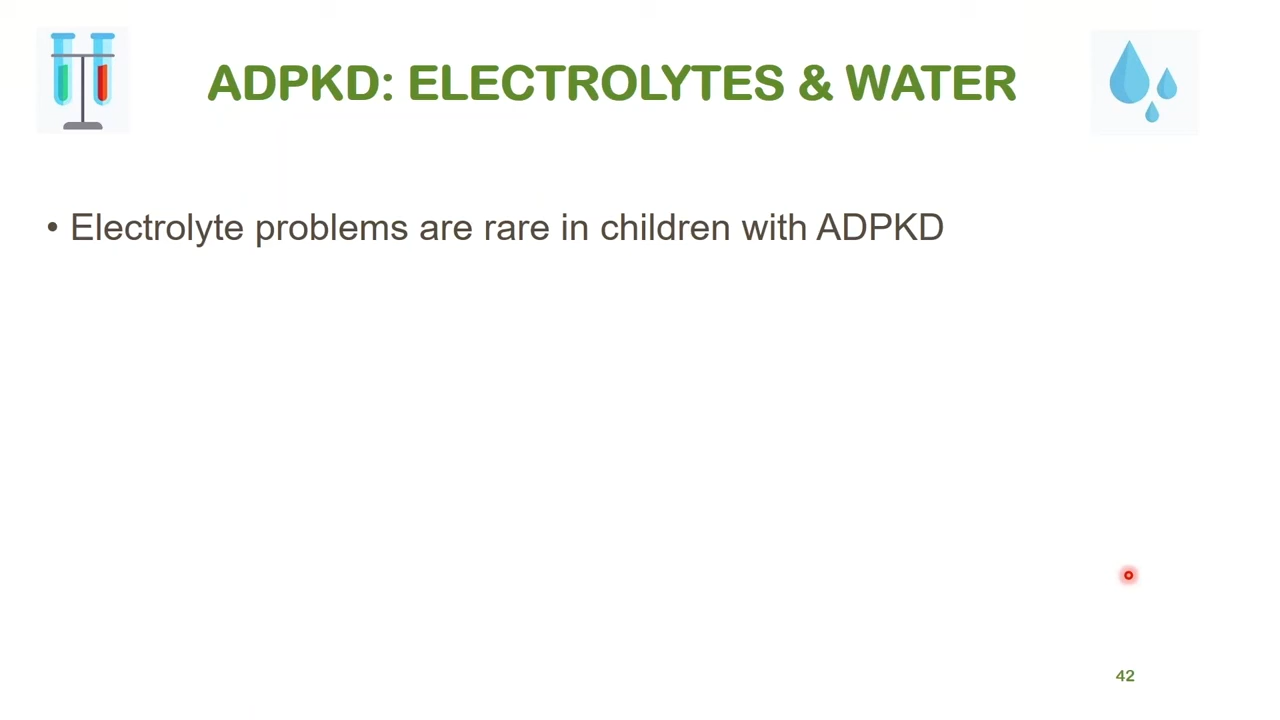 ADPKD: ELECTROLYTES & WATER
• Electrolyte problems are rare in children with ADPKD
42